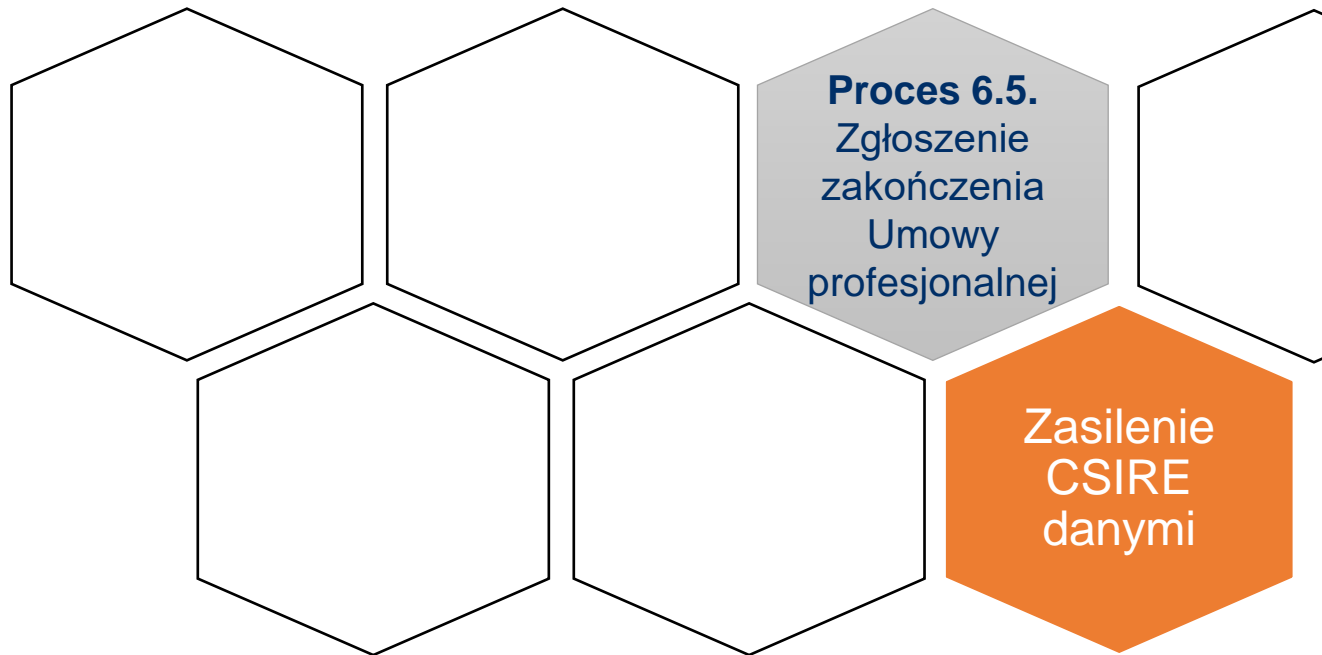 Proces 6.5.
Zgłoszenie
zakończenia
Umowy
profesjonalnej
Zasilenie
CSIRE
danymi